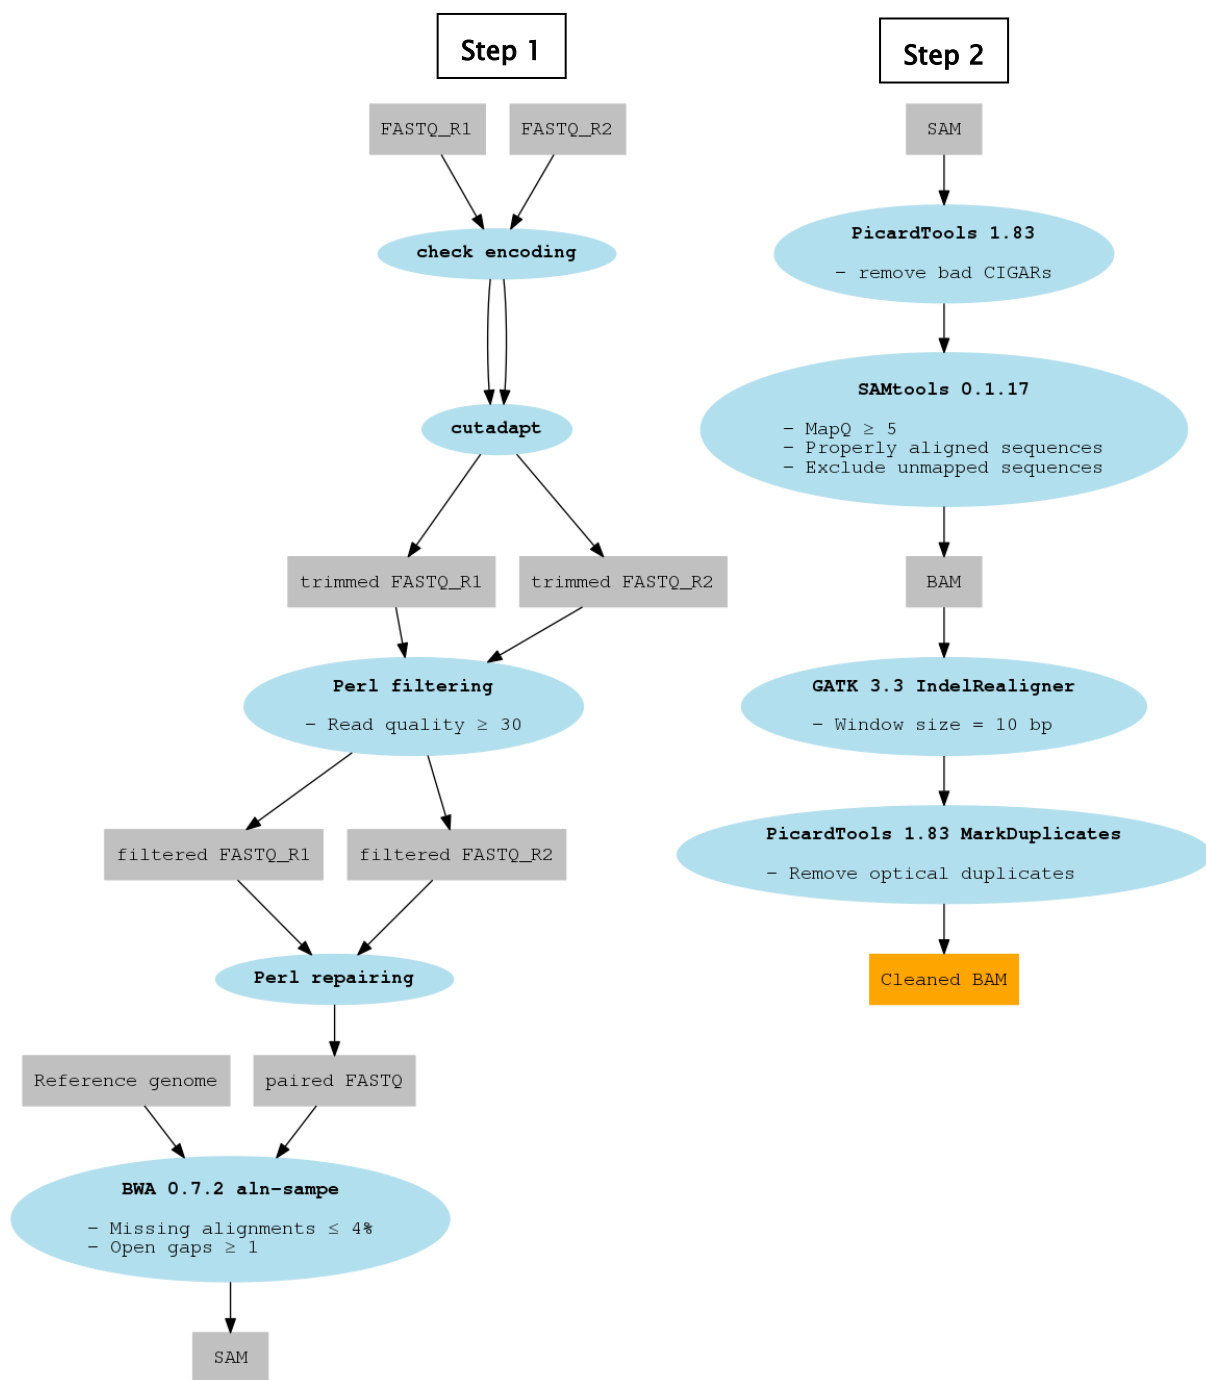 Step 1
FASTQ_R1
FASTQ_R2
check encoding
cutadapt
trimmed FASTQ_R1
trimmed FASTQ_R2
Perl filtering
- Read quality ≥ 30
filtered FASTQ_R1
filtered FASTQ_R2
Perl repairing
Reference genome
paired FASTQ
BWA 0.7.2 aln-sampe
- Missing alignments ≤ 4%
- Open gaps ≥ 1
SAM
Step 2
SAM
PicardTools 1.83
- remove bad CIGARs
SAMtools 0.1.17
- MapQ ≥ 5
- Properly aligned sequences
- Exclude unmapped sequences
BAM
GATK 3.3 IndelRealigner
- Window size = 10 bp
PicardTools 1.83 MarkDuplicates
- Remove optical duplicates
Cleaned BAM